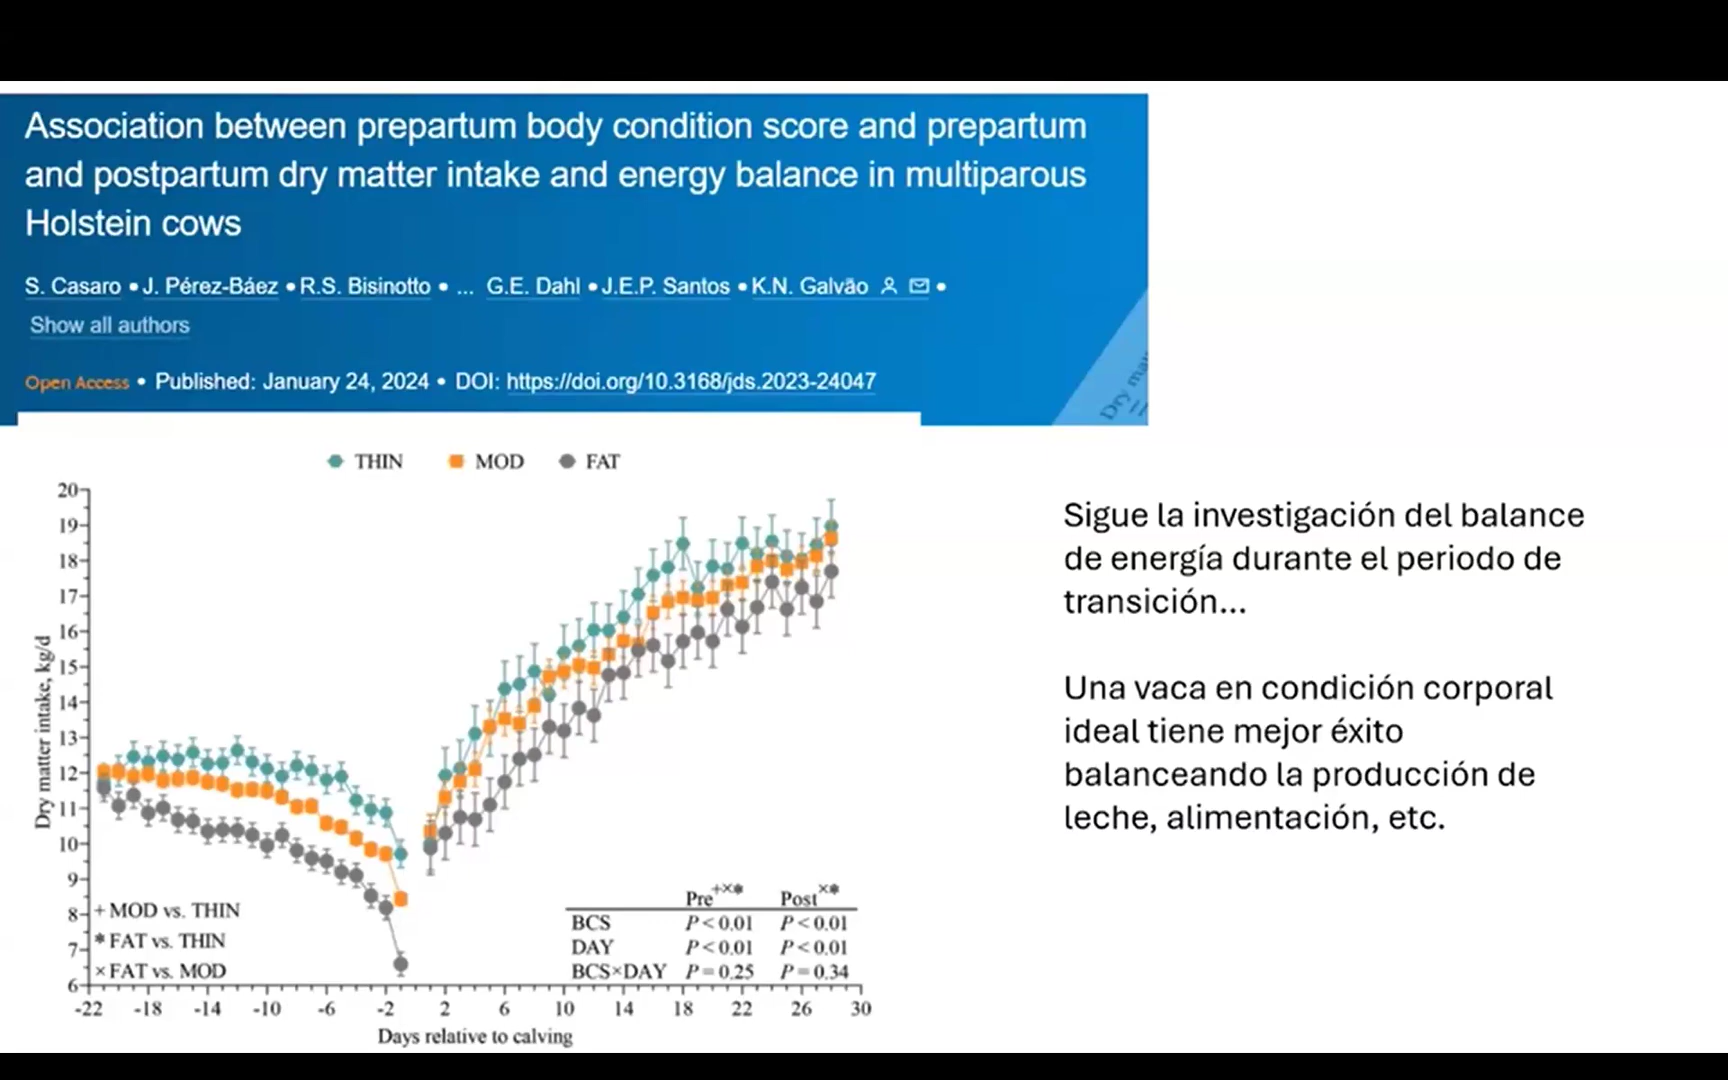 Association between prepartum body condition score and prepartum
and postpartum dry matter intake and energy balance in multiparous
Holstein cows
S. Casaro • J. Pérez-Báez • R.S. Bisinotto • ... G.E. Dahl • J.E.P. Santos • K.N. Galvão •
Show all authors
Open Access • Published: January 24, 2024 • DOI: https://doi.org/10.3168/jds.2023-24047
Dry ma
THIN MOD FAT
Dry matter intake, kg/d
20
19
18
17
16
15
14
13
12
11
10
9
8
7
6
+ MOD vs. THIN
* FAT vs. THIN
× FAT vs. MOD
Pre+×* Post×*
BCS P < 0.01 P < 0.01
DAY P < 0.01 P < 0.01
BCS×DAY P = 0.25 P = 0.34
-22 -18 -14 -10 -6 -2 2 6 10 14 18 22 26 30
Days relative to calving
Sigue la investigación del balance
de energía durante el periodo de
transición...
Una vaca en condición corporal
ideal tiene mejor éxito
balanceando la producción de
leche, alimentación, etc.